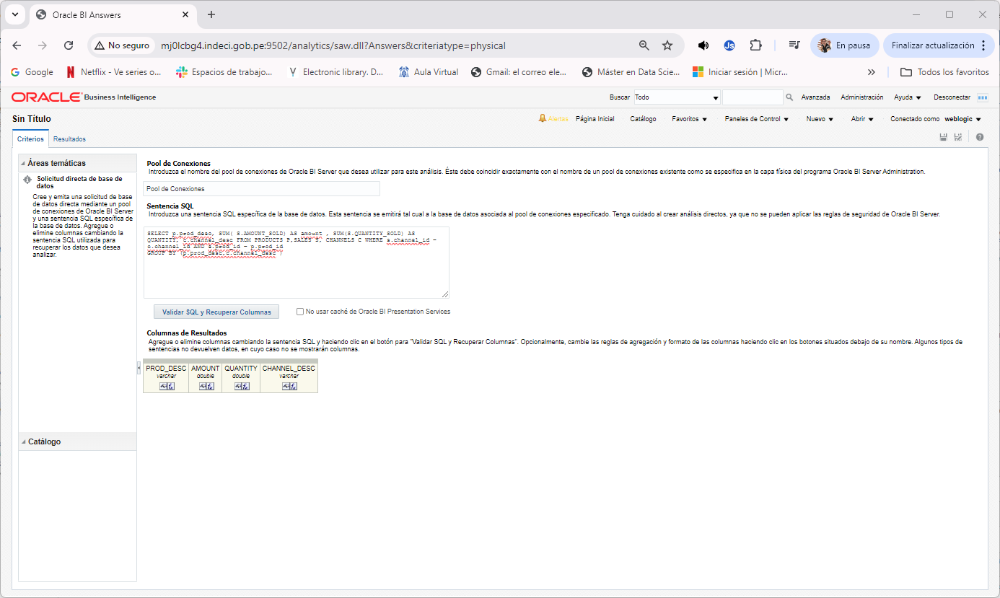 Oracle BI Answers
No seguro
mj0lcbg4.indeci.gob.pe:9502/analytics/saw.dll?Answers&criteriatype=physical
Js
En pausa
Finalizar actualización
Google
Netflix - Ve series o...
Espacios de trabajo...
Electronic library. D...
Aula Virtual
Gmail: el correo ele...
Máster en Data Scie...
Iniciar sesión | Micr...
Todos los favoritos
ORACLE Business Intelligence
Buscar Todo
Avanzada
Administración
Ayuda
Desconectar
Sin Título
Alertas
Página Inicial
Catálogo
Favoritos
Paneles de Control
Nuevo
Abrir
Conectado como weblogic
Criterios
Resultados
Áreas temáticas
Solicitud directa de base de
datos
Cree y emita una solicitud de base
de datos directa mediante un pool
de conexiones de Oracle BI Server
y una sentencia SQL específica de
la base de datos. Agregue o
elimine columnas cambiando la
sentencia SQL utilizada para
recuperar los datos que desea
analizar.
Catálogo
Pool de Conexiones
Introduzca el nombre del pool de conexiones de Oracle BI Server que desea utilizar para este análisis. Éste debe coincidir exactamente con el nombre de un pool de conexiones existente como se especifica en la capa física del programa Oracle BI Server Administration.
Pool de Conexiones
Sentencia SQL
Introduzca una sentencia SQL específica de la base de datos. Esta sentencia se emitirá tal cual a la base de datos asociada al pool de conexiones especificado. Tenga cuidado al crear análisis directos, ya que no se pueden aplicar las reglas de seguridad de Oracle BI Server.
SELECT p.prod_desc, SUM( S.AMOUNT_SOLD) AS amount , SUM(S.QUANTITY_SOLD) AS
QUANTITY, c.channel_desc FROM PRODUCTS P,SALES S, CHANNELS C WHERE s.channel_id =
c.channel_id AND s.prod_id = p.prod_id
GROUP BY (p.prod_desc,c.channel_desc )
Validar SQL y Recuperar Columnas
No usar caché de Oracle BI Presentation Services
Columnas de Resultados
Agregue o elimine columnas cambiando la sentencia SQL y haciendo clic en el botón para "Validar SQL y Recuperar Columnas". Opcionalmente, cambie las reglas de agregación y formato de las columnas haciendo clic en los botones situados debajo de su nombre. Algunos tipos de
sentencias no devuelven datos, en cuyo caso no se mostrarán columnas.
PROD_DESC AMOUNT QUANTITY CHANNEL_DESC
varchar double double varchar